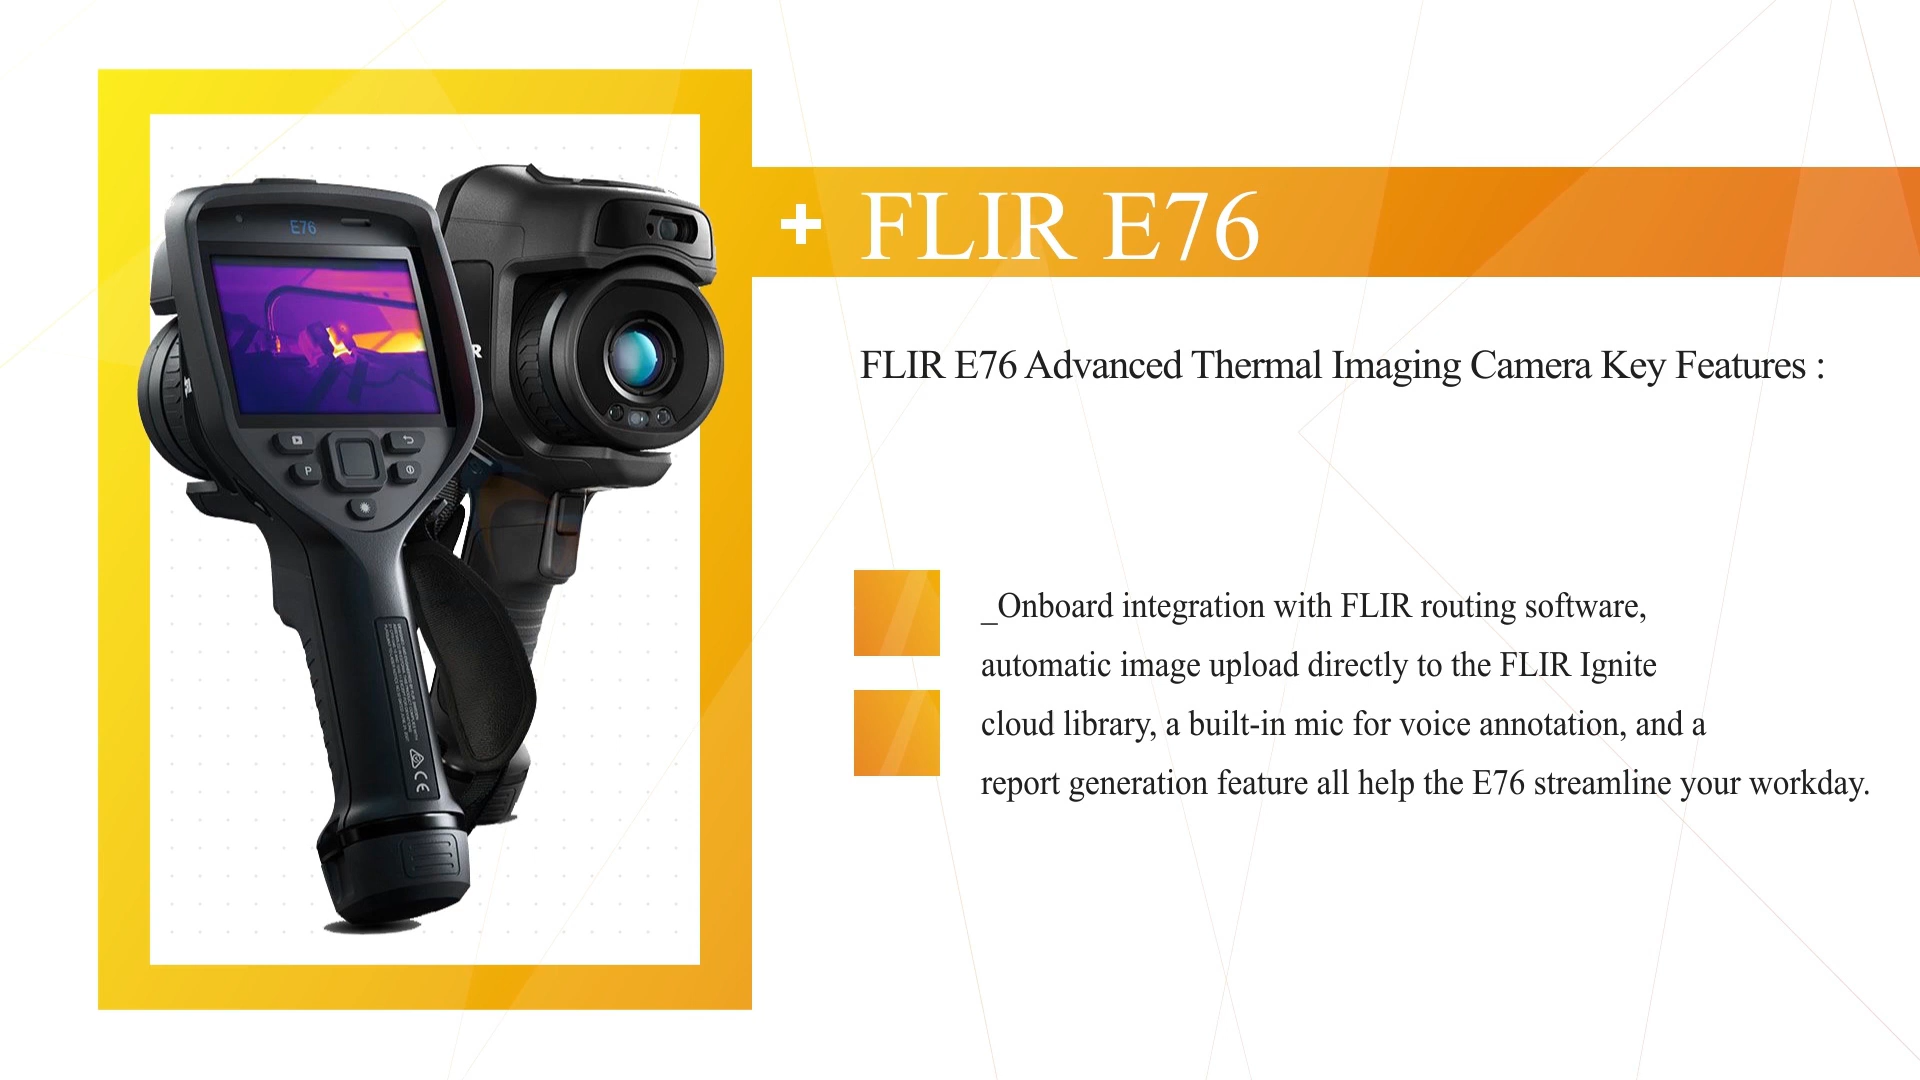 FLIR E76
FLIR E76 Advanced Thermal Imaging Camera Key Features :
_Onboard integration with FLIR routing software,
automatic image upload directly to the FLIR Ignite
cloud library, a built-in mic for voice annotation, and a
report generation feature all help the E76 streamline your workday.
E76
R
P
CE